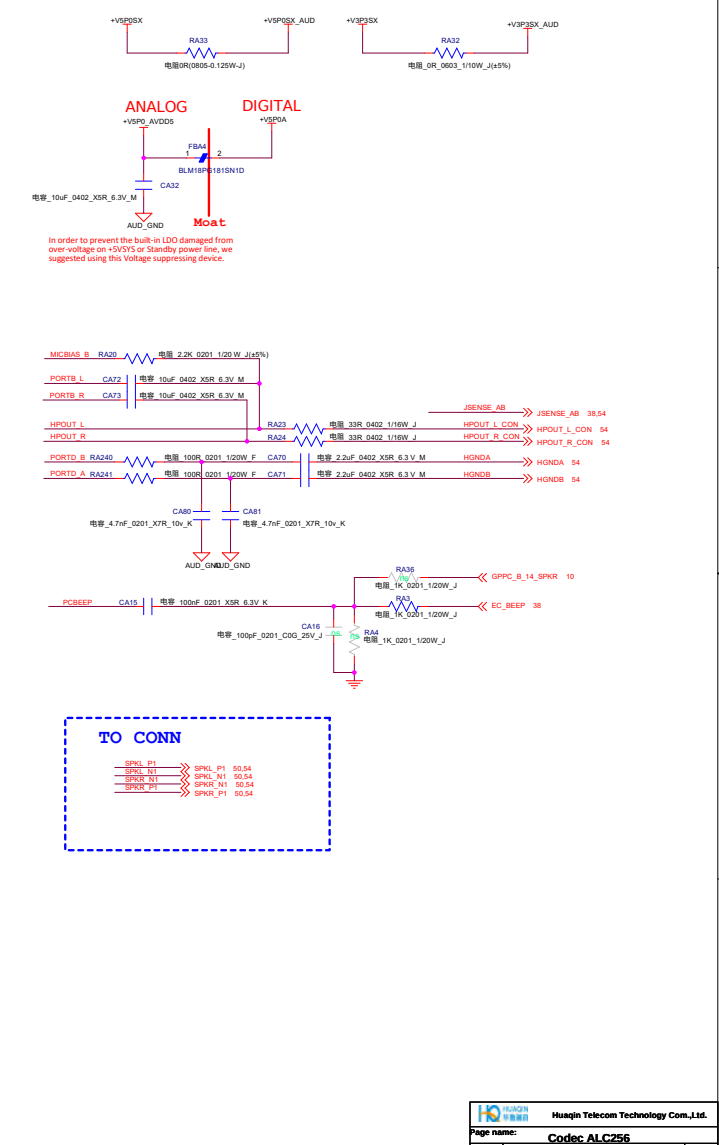 +V5P0SX
+V5P0SX_AUD
+V3P3SX
+V3P3SX_AUD
RA33
RA32
电阻0R(0805-0.125W-J)
电阻_0R_0603_1/10W_J(±5%)
ANALOG
DIGITAL
+V5P0_AVDD5
+V5P0A
FBA4
1
2
BLM18PG181SN1D
CA32
电容_10uF_0402_X5R_6.3V_M
AUD_GND
Moat
In order to prevent the built-in LDO damaged from
over-voltage on +5VSYS or Standby power line, we
suggested using this Voltage suppressing device.
MICBIAS_B RA20 电阻_2.2K_0201_1/20 W_J(±5%)
PORTB_L CA72 电容_10uF_0402_X5R_6.3V_M
PORTB_R CA73 电容_10uF_0402_X5R_6.3V_M
JSENSE_AB
JSENSE_AB 38,54
HPOUT_L RA23 电阻_33R_0402_1/16W_J HPOUT_L_CON
HPOUT_L_CON 54
HPOUT_R RA24 电阻_33R_0402_1/16W_J HPOUT_R_CON
HPOUT_R_CON 54
PORTD_B RA240 电阻_100R_0201_1/20W_F CA70 电容_2.2uF_0402_X5R_6.3 V_M HGNDA HGNDA 54
PORTD_A RA241 电阻_100R_0201_1/20W_F CA71 电容_2.2uF_0402_X5R_6.3 V_M HGNDB HGNDB 54
CA80
CA81
电容_4.7nF_0201_X7R_10v_K
电容_4.7nF_0201_X7R_10v_K
AUD_GND
AUD_GND
RA36
ns
GPPC_B_14_SPKR 10
电阻_1K_0201_1/20W_J
PCBEEP CA15 电容_100nF_0201_X5R_6.3V_K
RA3
EC_BEEP 38
电阻_1K_0201_1/20W_J
CA16
ns
电容_100pF_0201_C0G_25V_J
RA4
ns
电阻_1K_0201_1/20W_J
TO CONN
SPKL_P1 SPKL_P1 50,54
SPKL_N1 SPKL_N1 50,54
SPKR_N1 SPKR_N1 50,54
SPKR_P1 SPKR_P1 50,54
HUAQIN
华勤通讯
Huaqin Telecom Technology Com.,Ltd.
Page name:
Codec ALC256